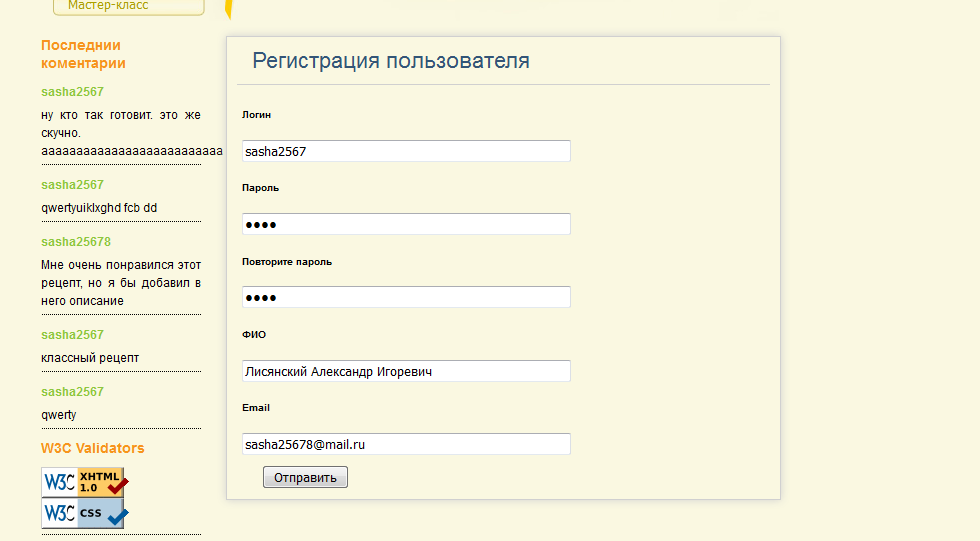 Мастер-класс
Последнии
коментарии
sasha2567
ну кто так готовит. это же
скучно.
аааааааааааааааааааааааааа
sasha2567
qwertyuiklxghd fcb dd
sasha25678
Мне очень понравился этот
рецепт, но я бы добавил в
него описание
sasha2567
классный рецепт
sasha2567
qwerty
W3C Validators
W3C XHTML 1.0
W3C CSS
Регистрация пользователя
Логин
sasha2567
Пароль
●●●●
Повторите пароль
●●●●
ФИО
Лисянский Александр Игоревич
Email
sasha25678@mail.ru
Отправить